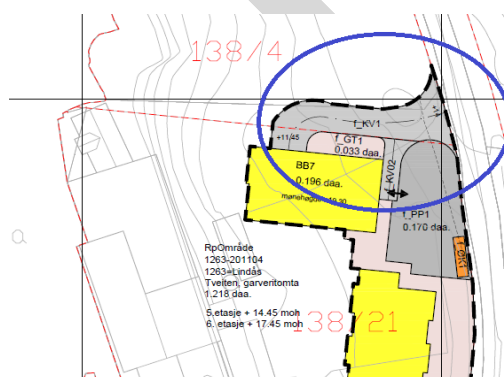 138/4
f_KV1
+11,45
f_GT1
0.033 daa.
BB7
0.196 daa.
f_KV02
f_PP1
0.170 daa.
RpOmråde
1263-201104
1263=Lindås
Tveiten, garveritomta
1.218 daa.
5.etasje + 14.45 moh
6. etasje + 17.45 moh
138/21